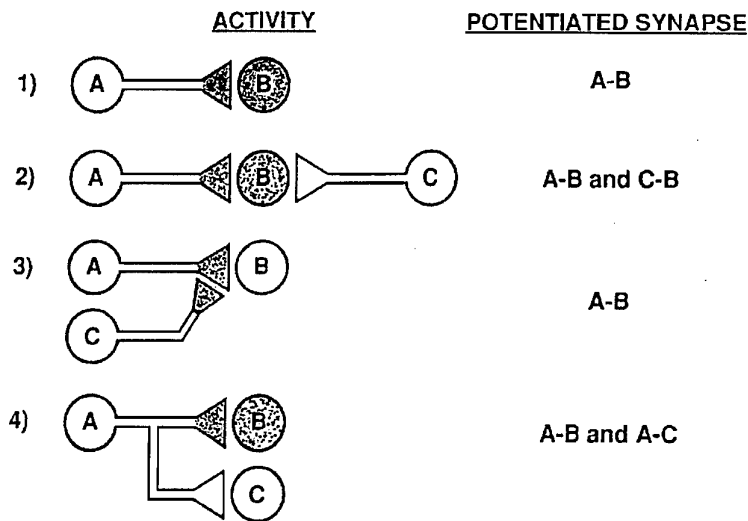 ACTIVITY POTENTIATED SYNAPSE
1) A B A-B
2) A B C A-B and C-B
3) A B
A-B
C
4) A B A-B and A-C
C